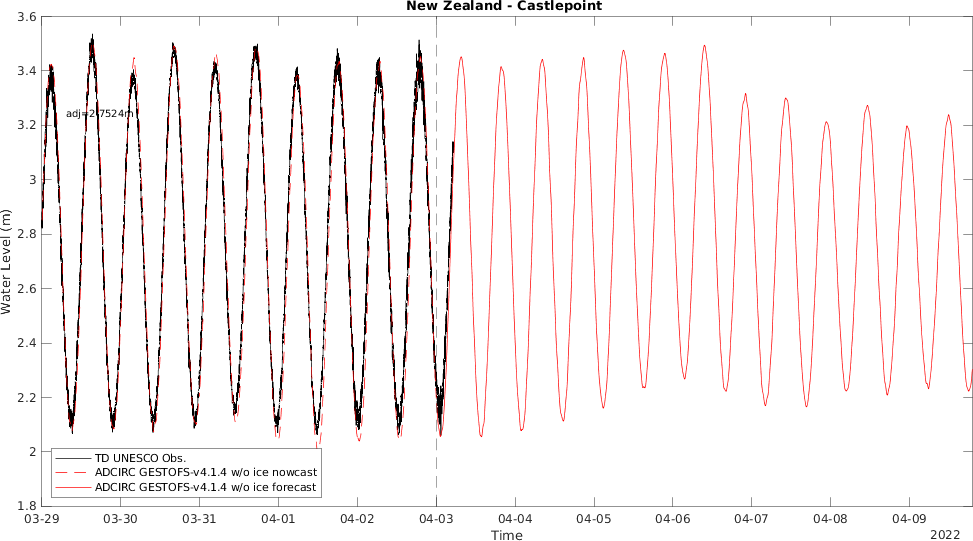 New Zealand - Castlepoint
3.6
3.4
3.2
3
2.8
2.6
2.4
2.2
2
1.8
Water Level (m)
adj=2.7524m
TD UNESCO Obs.
ADCIRC GESTOFS-v4.1.4 w/o ice nowcast
ADCIRC GESTOFS-v4.1.4 w/o ice forecast
03-29 03-30 03-31 04-01 04-02 04-03 04-04 04-05 04-06 04-07 04-08 04-09
Time
2022